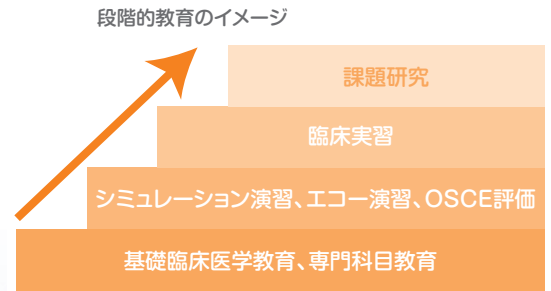 段階的教育のイメージ
課題研究
臨床実習
シミュレーション演習、エコー演習、OSCE評価
基礎臨床医学教育、専門科目教育